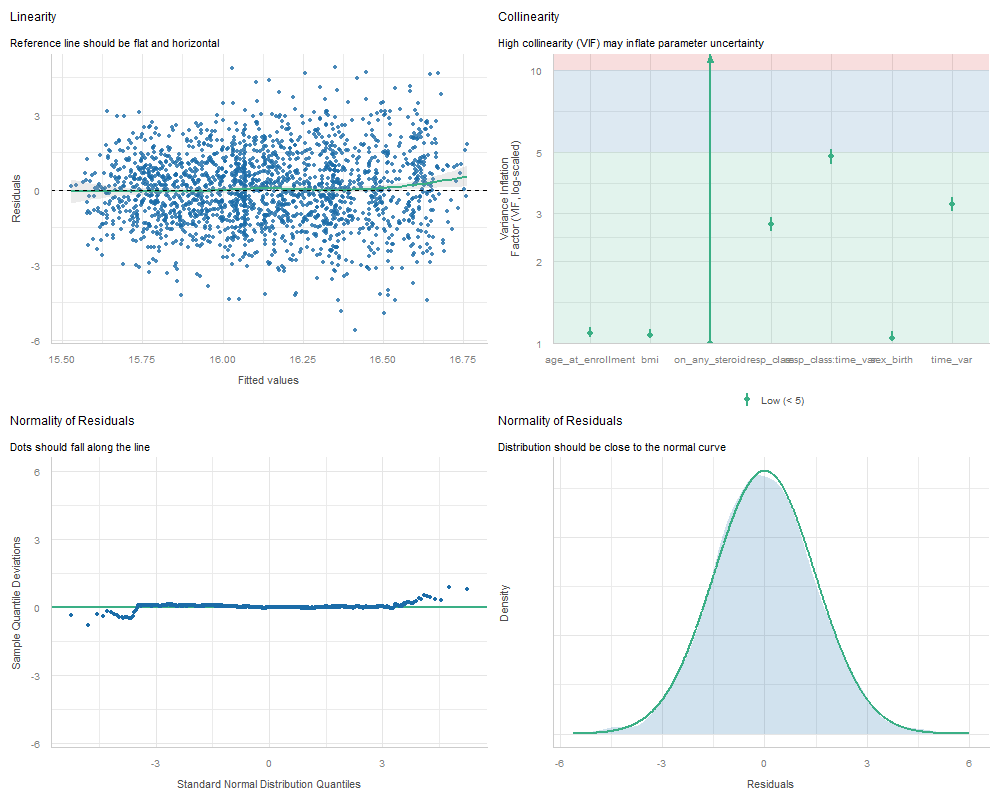 Linearity
Reference line should be flat and horizontal
Residuals
3
0
-3
-6
15.50 15.75 16.00 16.25 16.50 16.75
Fitted values
Collinearity
High collinearity (VIF) may inflate parameter uncertainty
Variance Inflation
Factor (VIF, log-scaled)
10
5
3
2
1
age_at_enrollment bmi on_any_steroid resp_class resp_class:time_var sex_birth time_var
Low (< 5)
Normality of Residuals
Dots should fall along the line
Sample Quantile Deviations
6
3
0
-3
-6
-3 0 3
Standard Normal Distribution Quantiles
Normality of Residuals
Distribution should be close to the normal curve
Density
-6 -3 0 3 6
Residuals